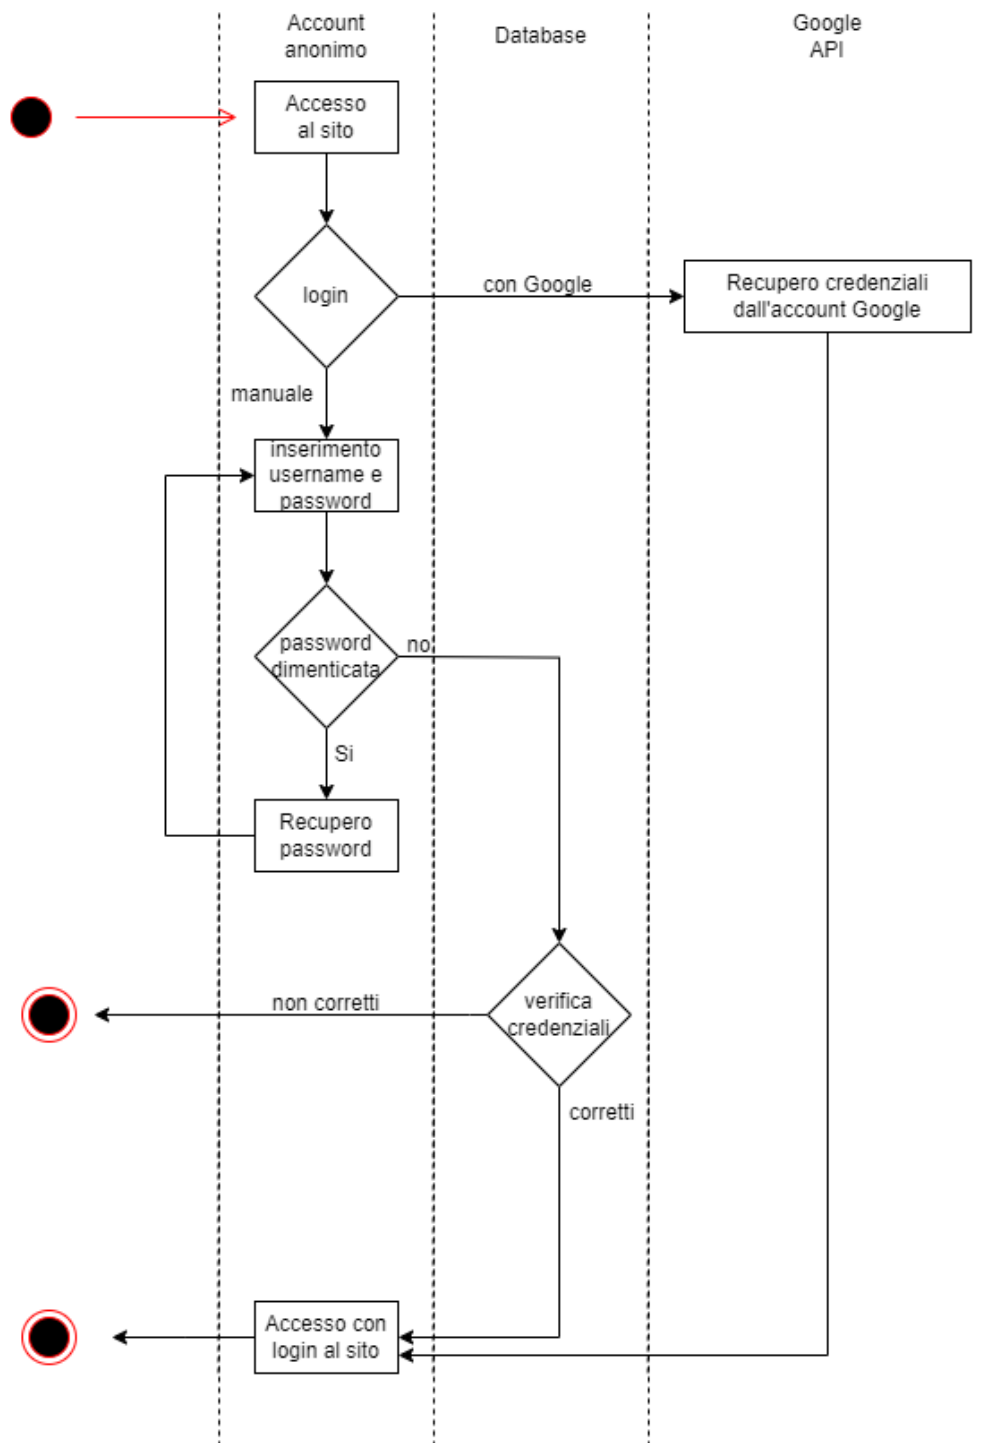 Account
anonimo
Database
Google
API
Accesso
al sito
login
con Google
Recupero credenziali
dall'account Google
manuale
inserimento
username e
password
password
dimenticata
no
Si
Recupero
password
non corretti
verifica
credenziali
corretti
Accesso con
login al sito